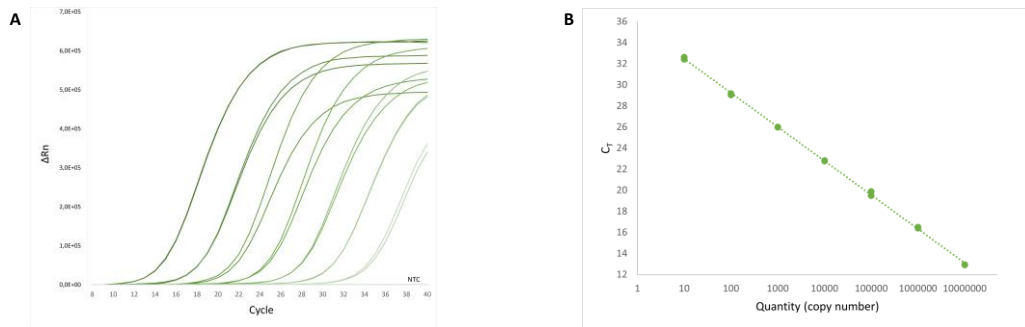 A
7,0E+05
6,0E+05
5,0E+05
4,0E+05
3,0E+05
2,0E+05
1,0E+05
0,0E+00
ΔRn
NTC
8 10 12 14 16 18 20 22 24 26 28 30 32 34 36 38 40
Cycle
B
36
34
32
30
28
26
24
22
20
18
16
14
12
CT
1 10 100 1000 10000 100000 1000000 10000000
Quantity (copy number)